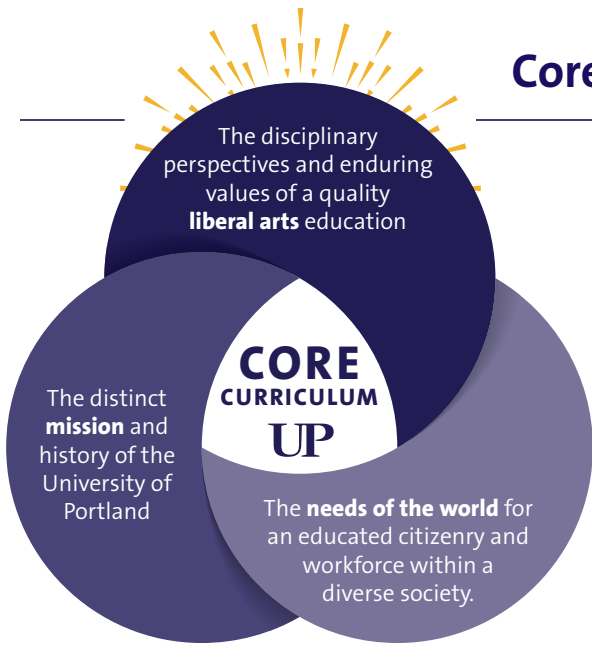 Core
The disciplinary
perspectives and enduring
values of a quality
liberal arts education
CORE
CURRICULUM
UP
The distinct
mission and
history of the
University of
Portland
The needs of the world for
an educated citizenry and
workforce within a
diverse society.